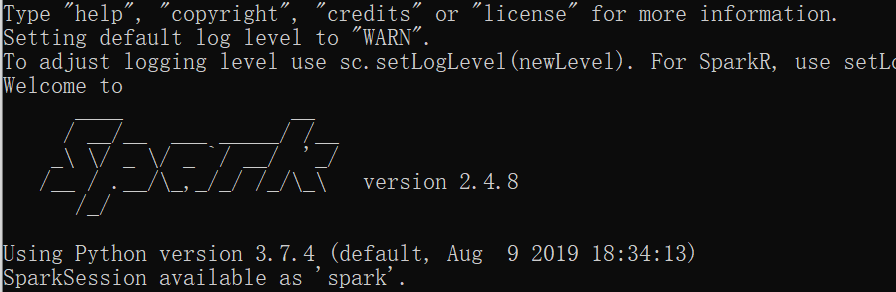 Type "help", "copyright", "credits" or "license" for more information.
Setting default log level to "WARN".
To adjust logging level use sc.setLogLevel(newLevel). For SparkR, use setLo
Welcome to
      ____              __
     / __/__  ___ _____/ /__
    _\ \/ _ \/ _ `/ __/  '_/
   /__ / .__/\_,_/_/ /_/\_\   version 2.4.8
      /_/
Using Python version 3.7.4 (default, Aug  9 2019 18:34:13)
SparkSession available as 'spark'.